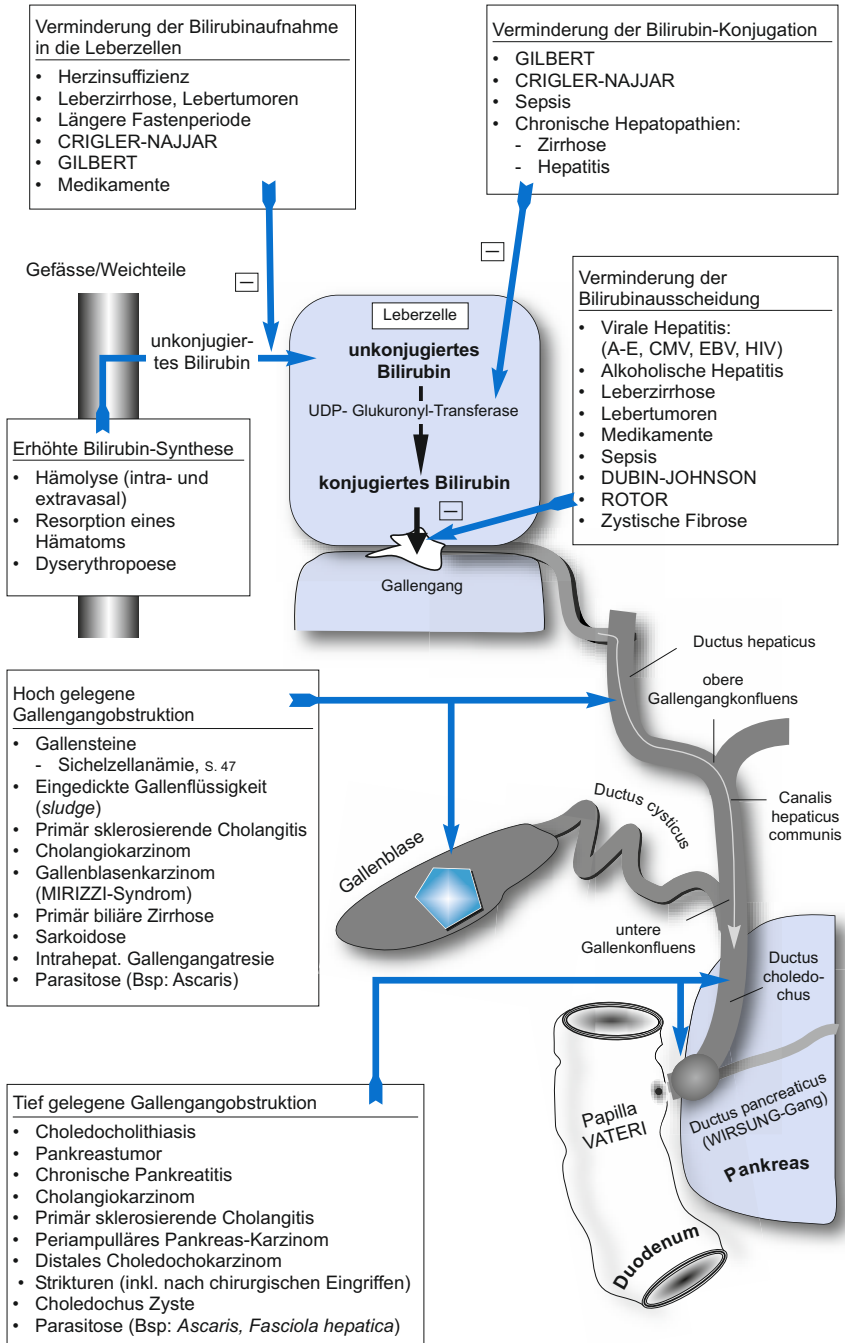 Verminderung der Bilirubinaufnahme
in die Leberzellen
• Herzinsuffizienz
• Leberzirrhose, Lebertumoren
• Längere Fastenperiode
• CRIGLER-NAJJAR
• GILBERT
• Medikamente
Verminderung der Bilirubin-Konjugation
• GILBERT
• CRIGLER-NAJJAR
• Sepsis
• Chronische Hepatopathien:
- Zirrhose
- Hepatitis
Gefässe/Weichteile
–
–
unkonjugier-
tes Bilirubin
Leberzelle
unkonjugiertes
Bilirubin
UDP- Glukuronyl-Transferase
konjugiertes Bilirubin
–
Gallengang
Verminderung der
Bilirubinausscheidung
• Virale Hepatitis:
(A-E, CMV, EBV, HIV)
• Alkoholische Hepatitis
• Leberzirrhose
• Lebertumoren
• Medikamente
• Sepsis
• DUBIN-JOHNSON
• ROTOR
• Zystische Fibrose
Erhöhte Bilirubin-Synthese
• Hämolyse (intra- und
extravasal)
• Resorption eines
Hämatoms
• Dyserythropoese
Ductus hepaticus
obere
Gallengangkonfluens
Canalis
hepaticus
communis
Ductus cysticus
Gallenblase
untere
Gallenkonfluens
Ductus
choledo-
chus
Hoch gelegene
Gallengangobstruktion
• Gallensteine
- Sichelzellanämie, S. 47
• Eingedickte Gallenflüssigkeit
(sludge)
• Primär sklerosierende Cholangitis
• Cholangiokarzinom
• Gallenblasenkarzinom
(MIRIZZI-Syndrom)
• Primär biliäre Zirrhose
• Sarkoidose
• Intrahepat. Gallengangatresie
• Parasitose (Bsp: Ascaris)
Papilla
VATERI
Ductus pancreaticus
(WIRSUNG-Gang)
Pankreas
Duodenum
Tief gelegene Gallengangobstruktion
• Choledocholithiasis
• Pankreastumor
• Chronische Pankreatitis
• Cholangiokarzinom
• Primär sklerosierende Cholangitis
• Periampulläres Pankreas-Karzinom
• Distales Choledochokarzinom
• Strikturen (inkl. nach chirurgischen Eingriffen)
• Choledochus Zyste
• Parasitose (Bsp: Ascaris, Fasciola hepatica)